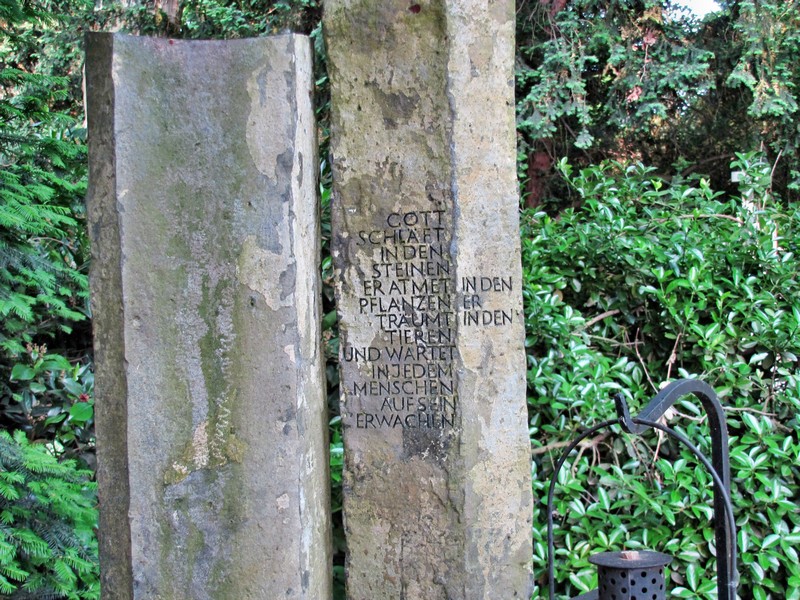 GOTT
SCHLÄFT
IN DEN
STEINEN
ER ATMET IN DEN
PFLANZEN ER
TRÄUMT IN DEN
TIEREN
UND WARTET
IN JEDEM
MENSCHEN
AUF SEIN
ERWACHEN